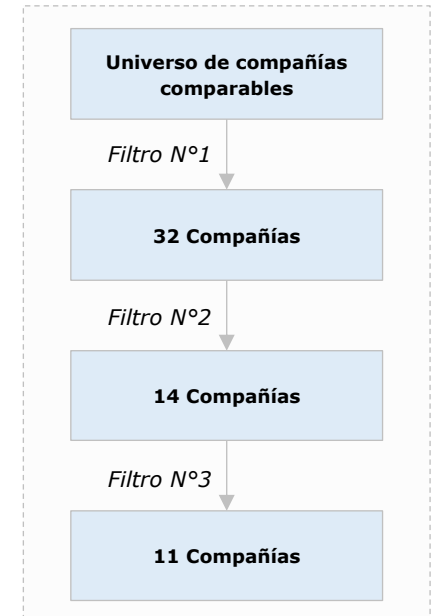 Universo de compañías
comparables
Filtro N°1
32 Compañías
Filtro N°2
14 Compañías
Filtro N°3
11 Compañías